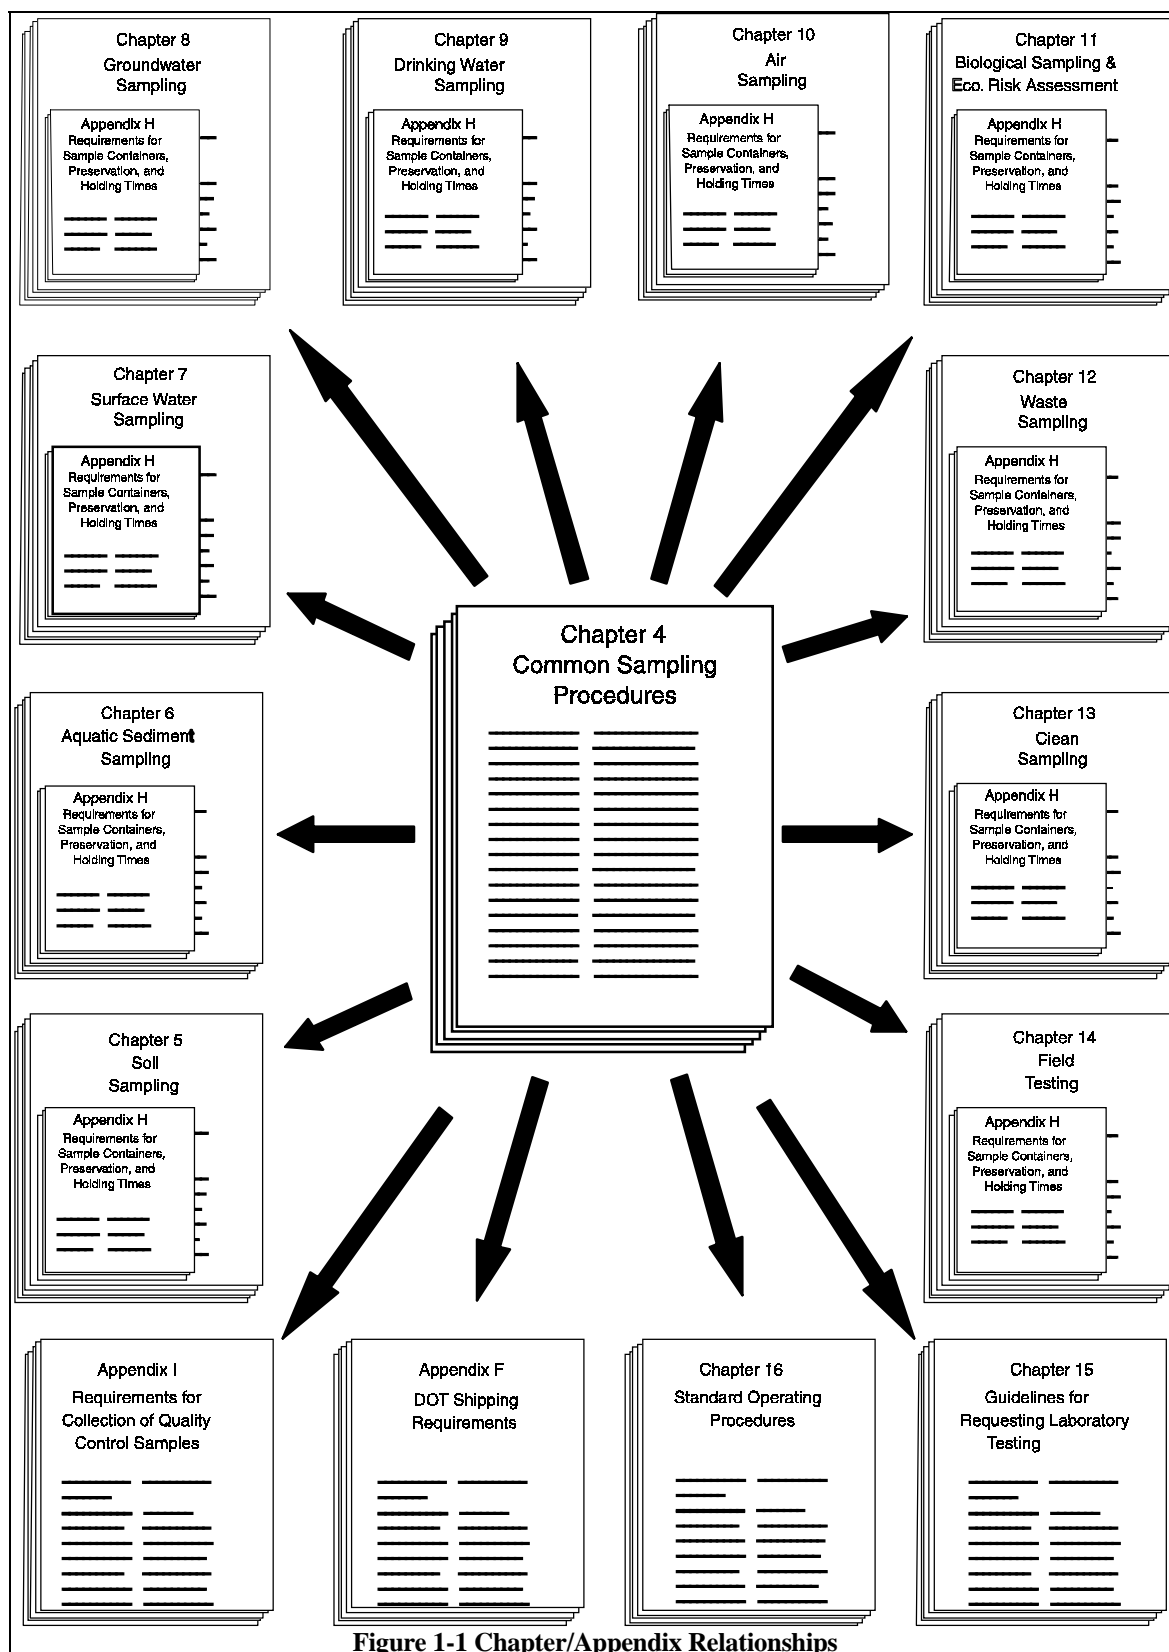 Chapter 8
Groundwater
Sampling
Appendix H
Requirements for
Sample Containers,
Preservation, and
Holding Times
Chapter 9
Drinking Water
Sampling
Appendix H
Requirements for
Sample Containers,
Preservation, and
Holding Times
Chapter 10
Air
Sampling
Appendix H
Requirements for
Sample Containers,
Preservation, and
Holding Times
Chapter 11
Biological Sampling &
Eco. Risk Assessment
Appendix H
Requirements for
Sample Containers,
Preservation, and
Holding Times
Chapter 7
Surface Water
Sampling
Appendix H
Requirements for
Sample Containers,
Preservation, and
Holding Times
Chapter 12
Waste
Sampling
Appendix H
Requirements for
Sample Containers,
Preservation, and
Holding Times
Chapter 4
Common Sampling
Procedures
Chapter 6
Aquatic Sediment
Sampling
Appendix H
Requirements for
Sample Containers,
Preservation, and
Holding Times
Chapter 13
Clean
Sampling
Appendix H
Requirements for
Sample Containers,
Preservation, and
Holding Times
Chapter 5
Soil
Sampling
Appendix H
Requirements for
Sample Containers,
Preservation, and
Holding Times
Chapter 14
Field
Testing
Appendix H
Requirements for
Sample Containers,
Preservation, and
Holding Times
Appendix I
Requirements for
Collection of Quality
Control Samples
Appendix F
DOT Shipping
Requirements
Chapter 16
Standard Operating
Procedures
Chapter 15
Guidelines for
Requesting Laboratory
Testing
Figure 1-1 Chapter/Appendix Relationships